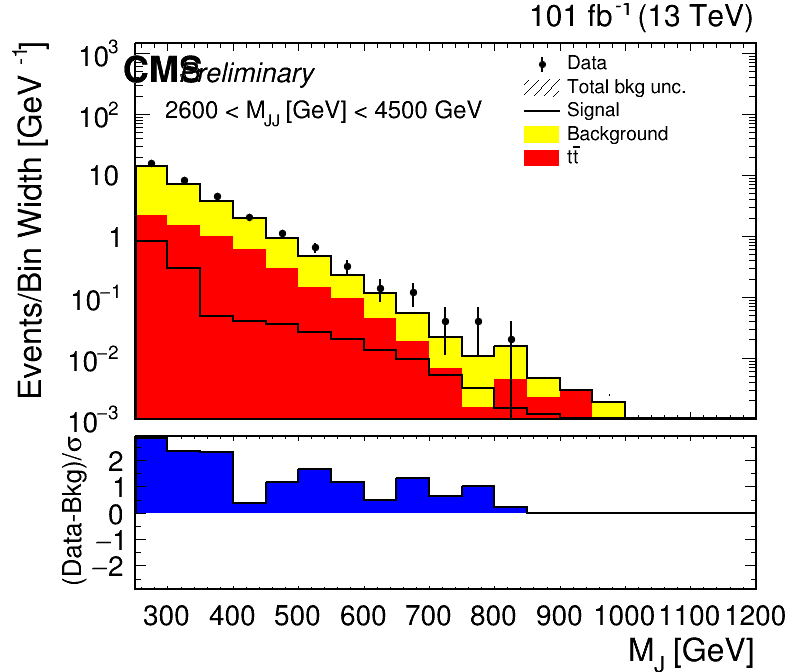 101 fb⁻¹ (13 TeV)
CMS Preliminary
2600 < M_JJ [GeV] < 4500 GeV
Data
Total bkg unc.
Signal
Background
tt̄
Events/Bin Width [GeV⁻¹]
10³
10²
10
1
10⁻¹
10⁻²
10⁻³
(Data-Bkg)/σ
2
1
0
−1
−2
300 400 500 600 700 800 900 1000 1100 1200
M_J [GeV]